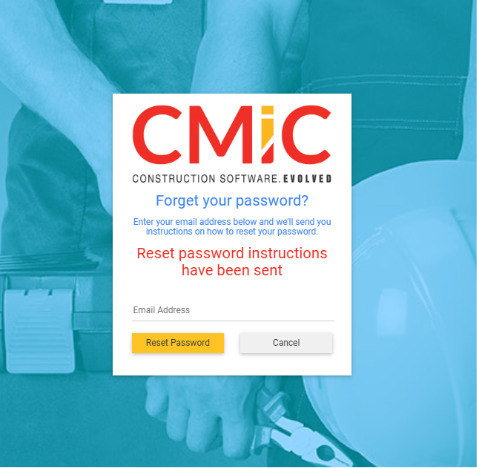 CMiC
CONSTRUCTION SOFTWARE. EVOLVED
Forget your password?
Enter your email address below and we'll send you
instructions on how to reset your password.
Reset password instructions
have been sent
Email Address
Reset Password
Cancel